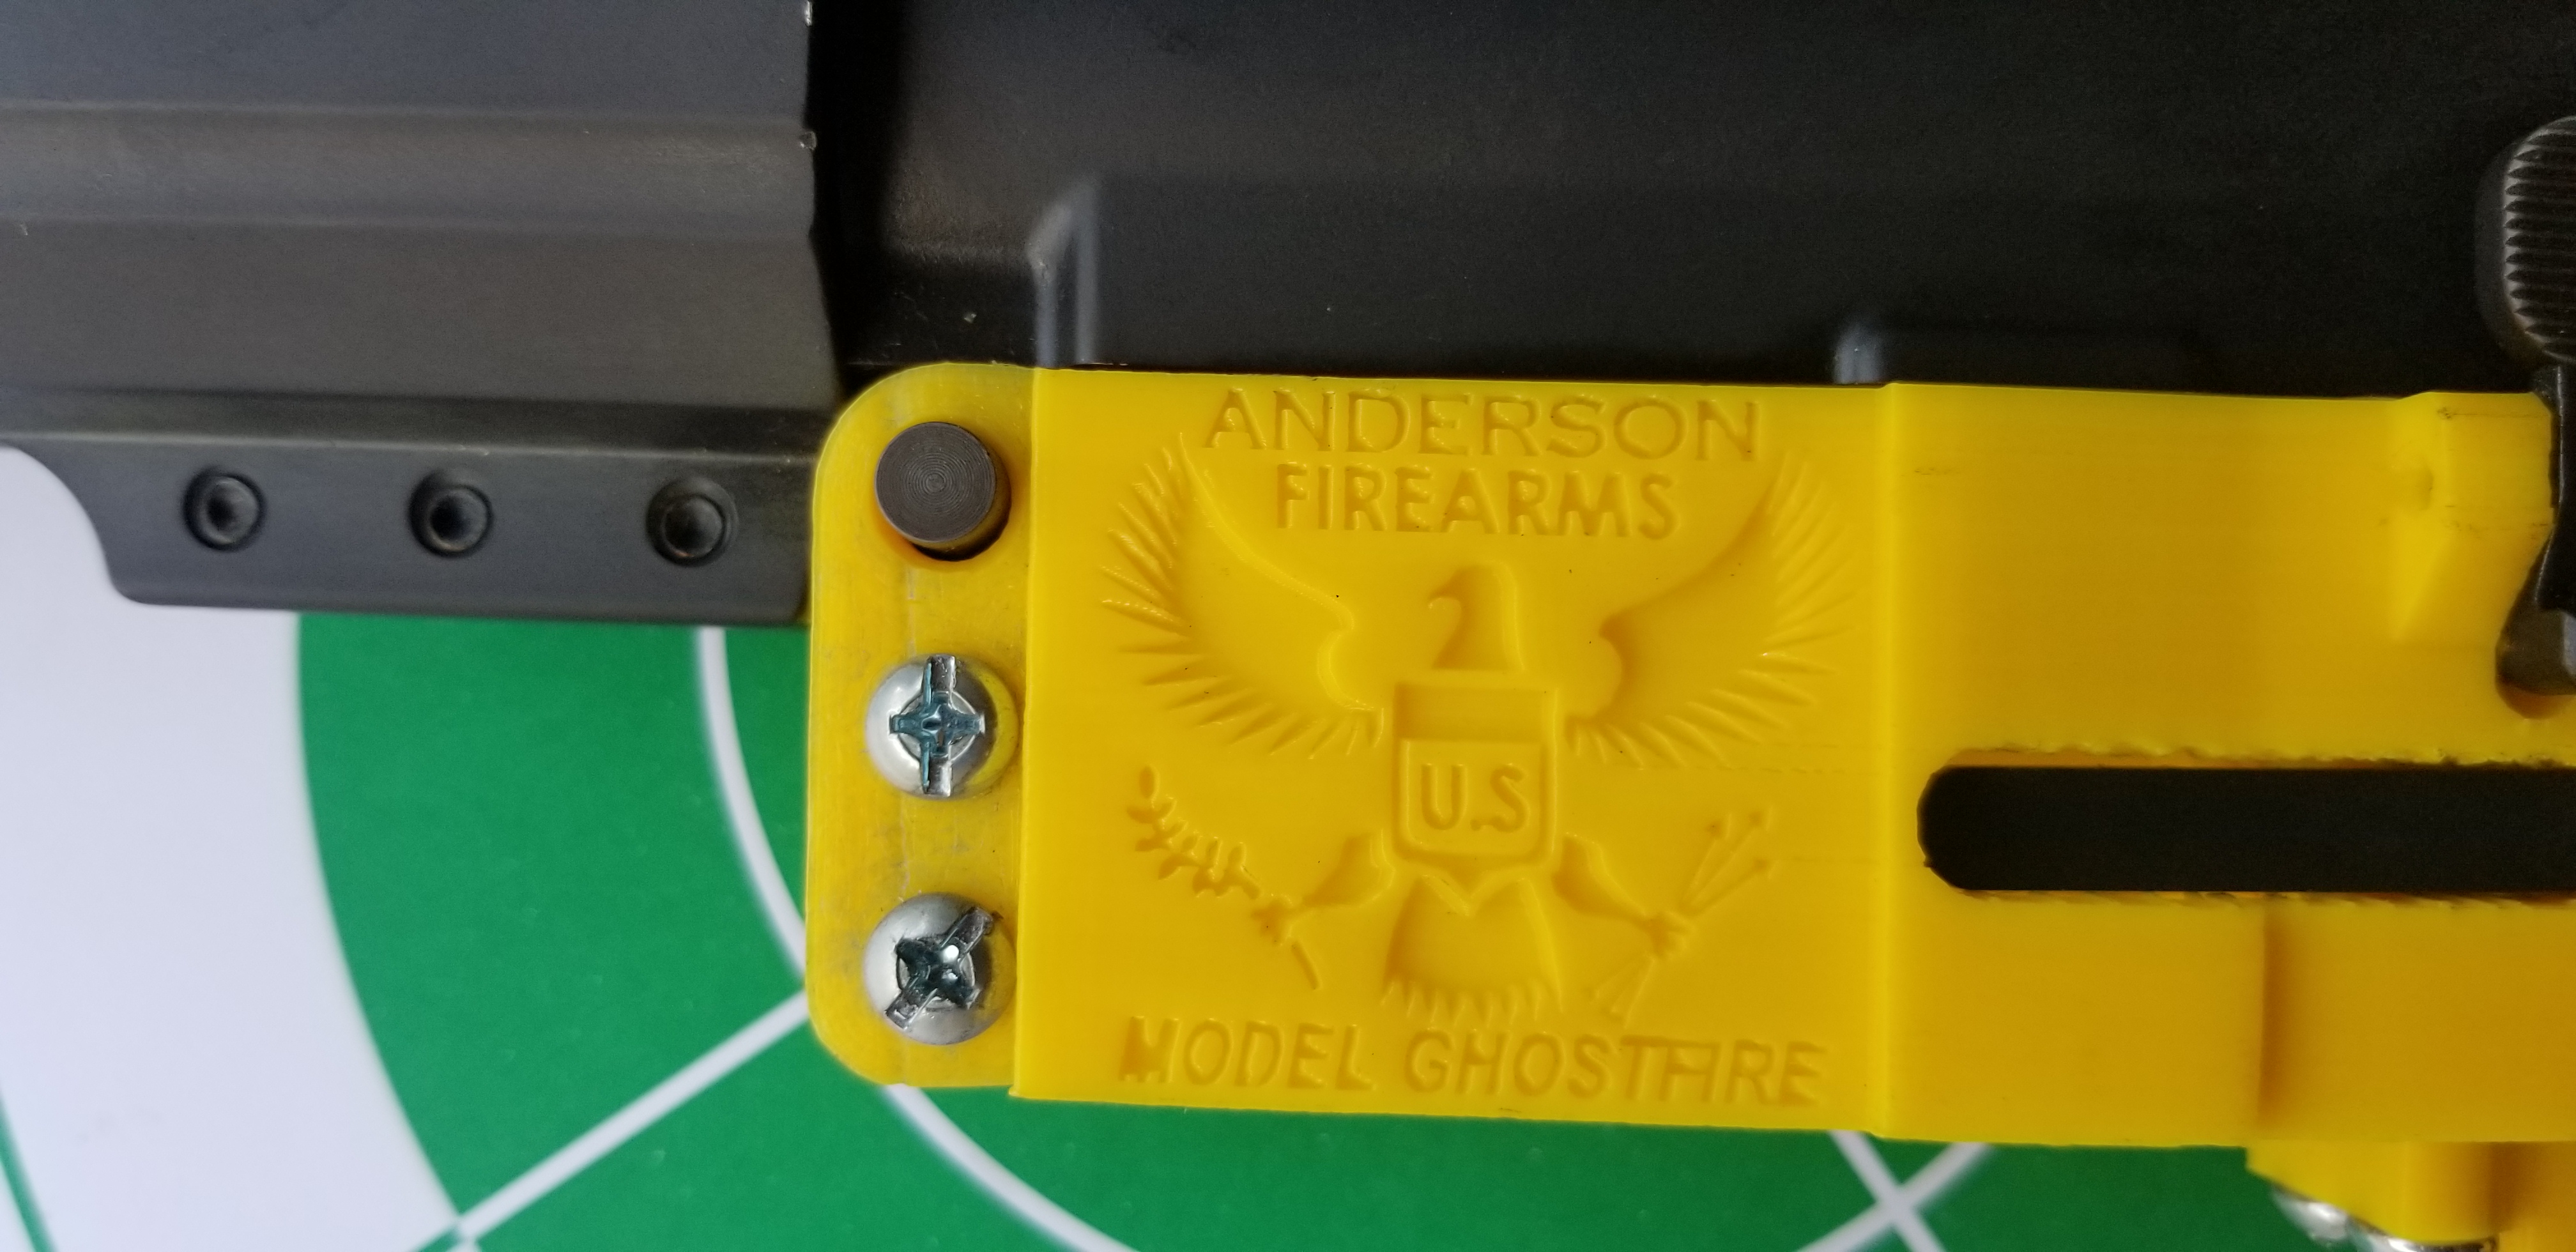 ANDERSON
FIREARMS
U.S
MODEL GHOSTFIRE